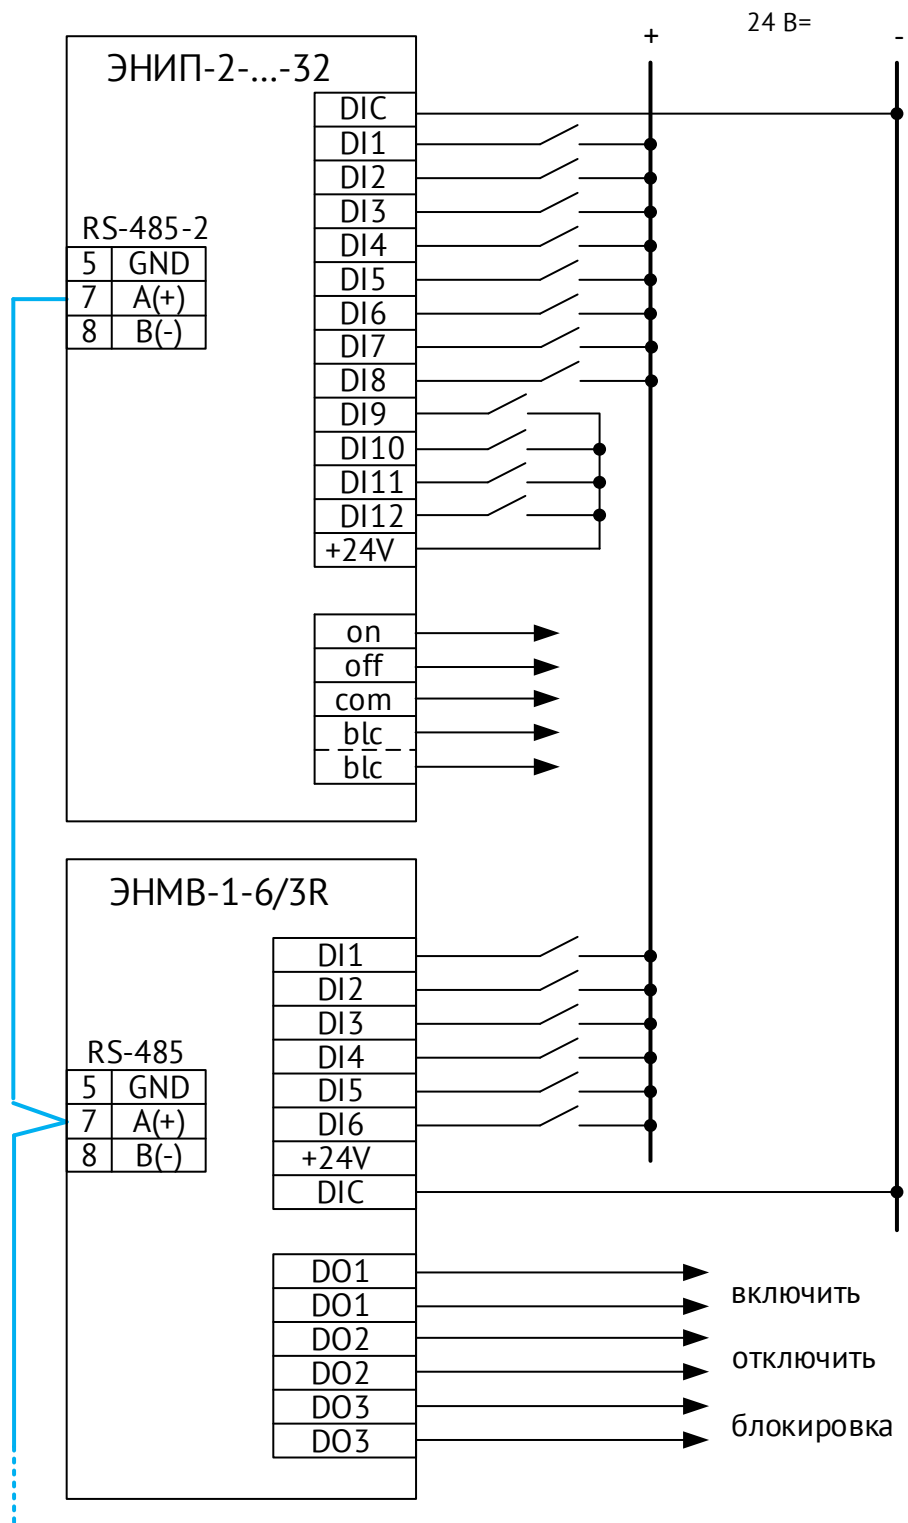 24 В=
+ -
ЭНИП-2-...-32
DIC
DI1
DI2
DI3
DI4
DI5
DI6
DI7
DI8
DI9
DI10
DI11
DI12
+24V
RS-485-2
5 GND
7 A(+)
8 B(-)
on
off
com
blc
blc
ЭНМВ-1-6/3R
DI1
DI2
DI3
DI4
DI5
DI6
+24V
DIC
RS-485
5 GND
7 A(+)
8 B(-)
DO1
DO1
DO2
DO2
DO3
DO3
включить
отключить
блокировка